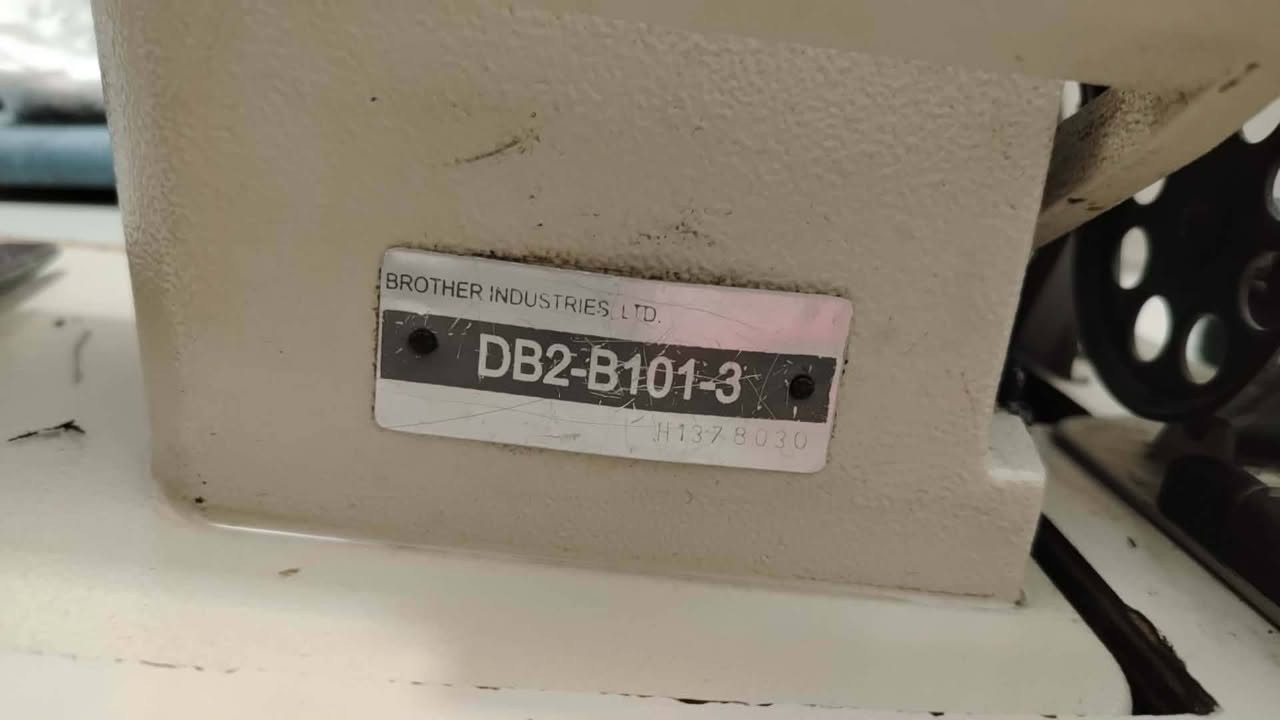 BROTHER INDUSTRIES, LTD.
DB2-B101-3
H1378030